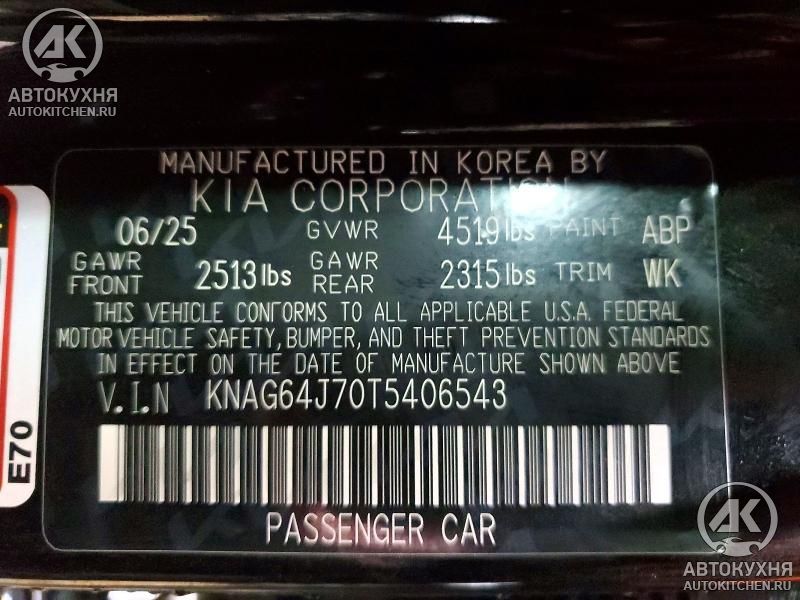 AK
АВТОКУХНЯ
AUTOKITCHEN.RU
MANUFACTURED IN KOREA BY
KIA CORPORATION
06/25 GVWR 4519 lbs PAINT ABP
GAWR FRONT 2513 lbs GAWR REAR 2315 lbs TRIM WK
THIS VEHICLE CONFORMS TO ALL APPLICABLE U.S.A. FEDERAL
MOTOR VEHICLE SAFETY, BUMPER, AND THEFT PREVENTION STANDARDS
IN EFFECT ON THE DATE OF MANUFACTURE SHOWN ABOVE.
V.I.N KNAG64J70T5406543
PASSENGER CAR
E70
AK
АВТОКУХНЯ
AUTOKITCHEN.RU